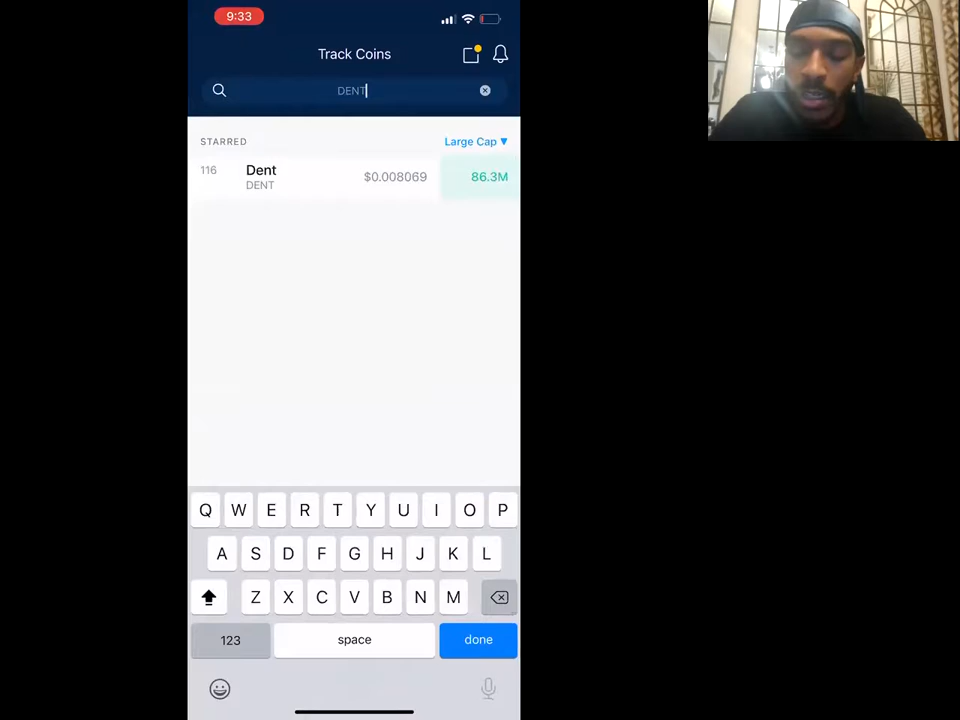 9:33
Track Coins
DENT
STARRED
Large Cap ▼
116
Dent
DENT
$0.008069
86.3M
Q W E R T Y U I O P
A S D F G H J K L
Z X C V B N M
123
space
done